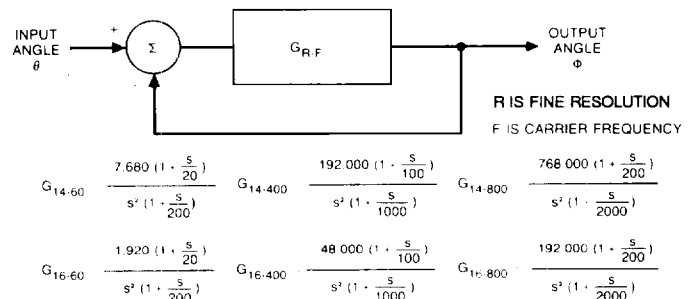 INPUT ANGLE θ
+
Σ
G R-F
OUTPUT ANGLE Φ
R IS FINE RESOLUTION
F IS CARRIER FREQUENCY
G14-60 7.680 (1 + s/20) / s² (1 + s/200) G14-400 192.000 (1 + s/100) / s² (1 + s/1000) G14-800 768 000 (1 + s/200) / s² (1 · s/2000)
G16-60 1.920 (1 + s/20) / s² (1 + s/200) G16-400 48 000 (1 + s/100) / s² (1 + s/1000) G16-800 192 000 (1 + s/200) / s² (1 + s/2000)